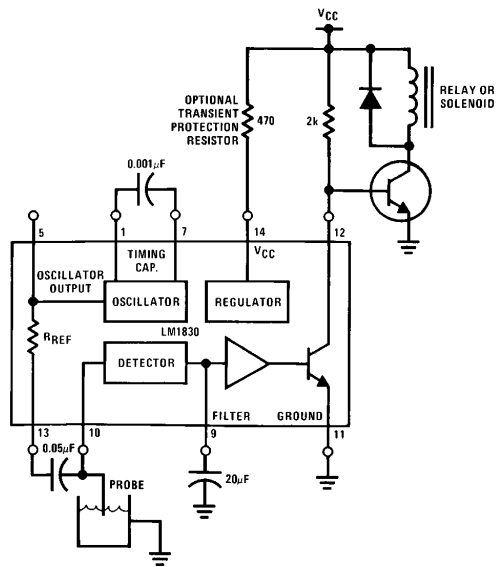 VCC
OPTIONAL
TRANSIENT
PROTECTION
RESISTOR
470
2k
RELAY OR
SOLENOID
0.001μF
5
1
7
14
12
OSCILLATOR
OUTPUT
TIMING
CAP.
VCC
OSCILLATOR
REGULATOR
LM1830
RREF
DETECTOR
FILTER
GROUND
13
10
9
11
0.05μF
PROBE
20μF